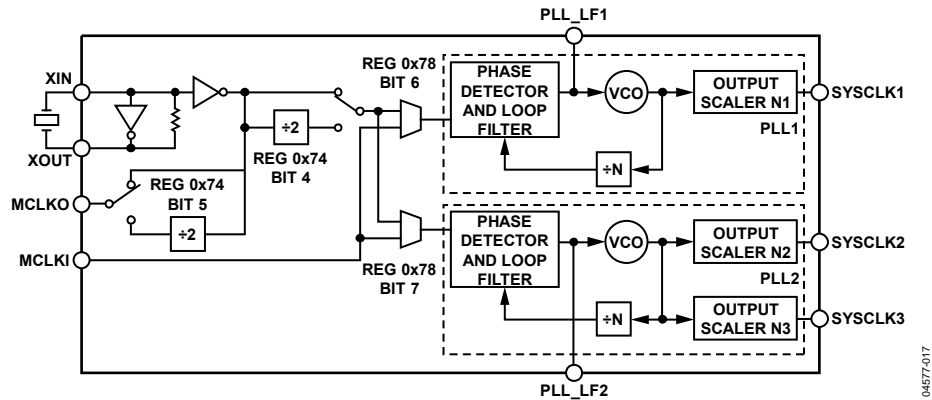 PLL_LF1
XIN
XOUT
MCLKO
MCLKI
REG 0x74
BIT 5
÷2
÷2
REG 0x74
BIT 4
REG 0x78
BIT 6
REG 0x78
BIT 7
PHASE
DETECTOR
AND LOOP
FILTER
VCO
÷N
OUTPUT
SCALER N1
PLL1
SYSCLK1
PHASE
DETECTOR
AND LOOP
FILTER
VCO
÷N
OUTPUT
SCALER N2
PLL2
OUTPUT
SCALER N3
SYSCLK2
SYSCLK3
PLL_LF2
04577-017